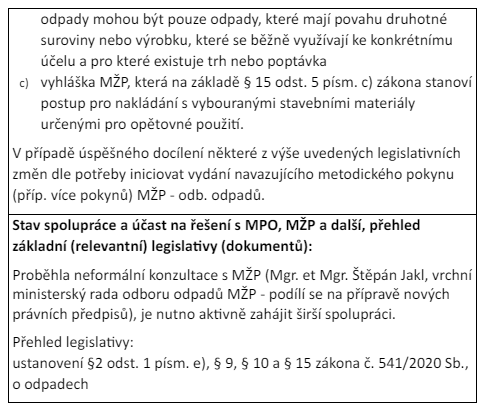 odpady mohou být pouze odpady, které mají povahu druhotné
suroviny nebo výrobku, které se běžně využívají ke konkrétnímu
účelu a pro které existuje trh nebo poptávka
c) vyhláška MŽP, která na základě § 15 odst. 5 písm. c) zákona stanoví
postup pro nakládání s vybouranými stavebními materiály
určenými pro opětovné použití.
V případě úspěšného docílení některé z výše uvedených legislativních
změn dle potřeby iniciovat vydání navazujícího metodického pokynu
(příp. více pokynů) MŽP - odb. odpadů.
Stav spolupráce a účast na řešení s MPO, MŽP a další, přehled
základní (relevantní) legislativy (dokumentů):
Proběhla neformální konzultace s MŽP (Mgr. et Mgr. Štěpán Jakl, vrchní
ministerský rada odboru odpadů MŽP - podílí se na přípravě nových
právních předpisů), je nutno aktivně zahájit širší spolupráci.
Přehled legislativy:
ustanovení §2 odst. 1 písm. e), § 9, § 10 a § 15 zákona č. 541/2020 Sb.,
o odpadech